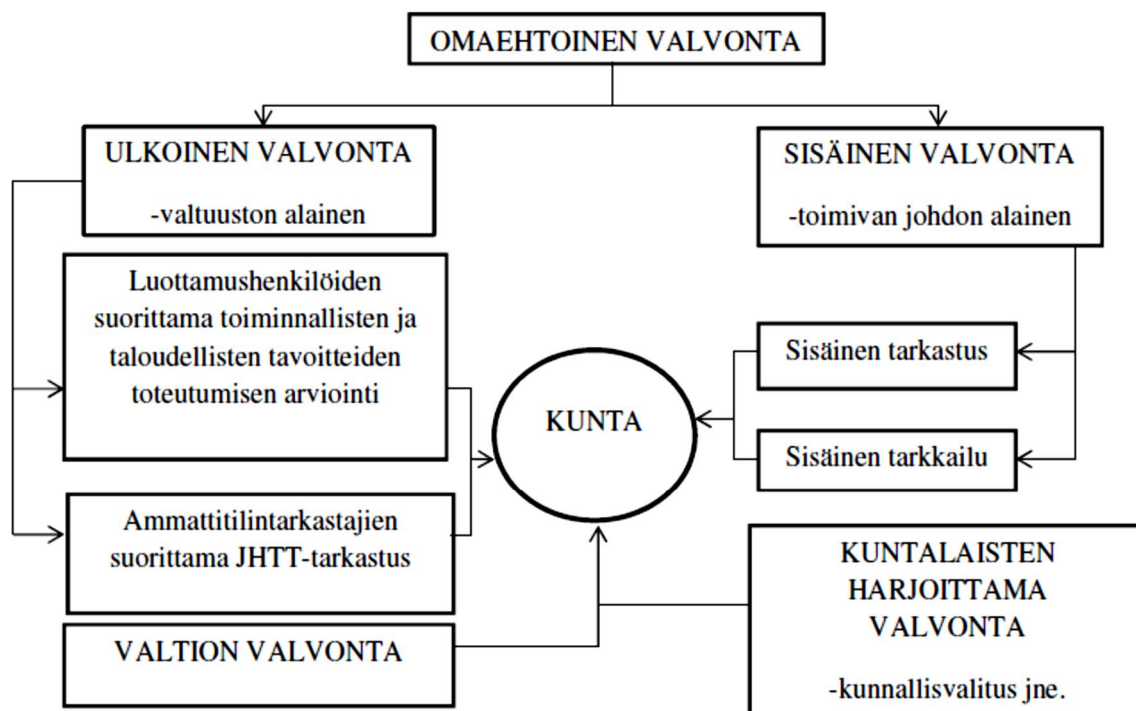 OMAEHTOINEN VALVONTA
ULKOINEN VALVONTA
-valtuuston alainen
SISÄINEN VALVONTA
-toimivan johdon alainen
Luottamushenkilöiden
suorittama toiminnallisten ja
taloudellisten tavoitteiden
toteutumisen arviointi
Sisäinen tarkastus
KUNTA
Sisäinen tarkkailu
Ammattitilintarkastajien
suorittama JHTT-tarkastus
VALTION VALVONTA
KUNTALAISTEN
HARJOITTAMA
VALVONTA
-kunnallisvalitus jne.